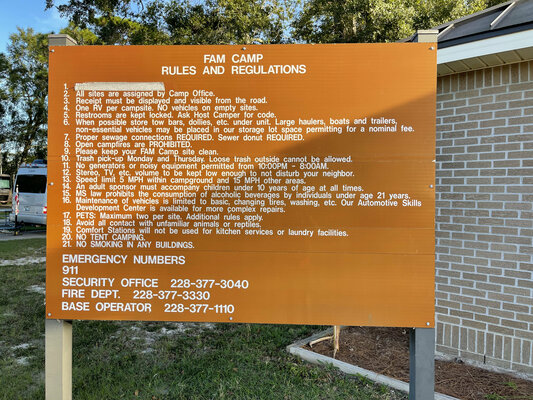 FAM CAMP
RULES AND REGULATIONS
1.
2. All sites are assigned by Camp Office.
3. Receipt must be displayed and visible from the road.
4. One RV per campsite. NO vehicles on empty sites.
5. Restrooms are kept locked. Ask Host Camper for code.
6. When possible store tow bars, dollies, etc. under unit. Large haulers, boats and trailers,
non-essential vehicles may be placed in our storage lot space permitting for a nominal fee.
7. Proper sewage connections REQUIRED. Sewer donut REQUIRED.
8. Open campfires are PROHIBITED.
9. Please keep your FAM Camp site clean.
10. Trash pick-up Monday and Thursday. Loose trash outside cannot be allowed.
11. No generators or noisy equipment permitted from 10:00PM - 8:00AM.
12. Stereo, TV, etc. volume to be kept low enough to not disturb your neighbor.
13. Speed limit 5 MPH within campground and 15 MPH other areas.
14. An adult sponsor must accompany children under 10 years of age at all times.
15. MS law prohibits the consumption of alcoholic beverages by individuals under age 21 years.
16. Maintenance of vehicles is limited to basic, changing tires, washing, etc. Our Automotive Skills
Development Center is available for more complex repairs.
17. PETS: Maximum two per site. Additional rules apply.
18. Avoid all contact with unfamiliar animals or reptiles.
19. Comfort Stations will not be used for kitchen services or laundry facilities.
20. NO TENT CAMPING.
21. NO SMOKING IN ANY BUILDINGS.
EMERGENCY NUMBERS
911
SECURITY OFFICE 228-377-3040
FIRE DEPT. 228-377-3330
BASE OPERATOR 228-377-1110